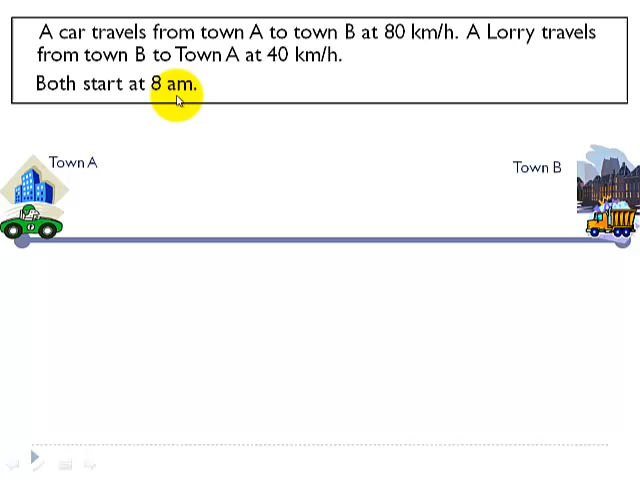 A car travels from town A to town B at 80 km/h. A Lorry travels
from town B to Town A at 40 km/h.
Both start at 8 am.
Town A
Town B